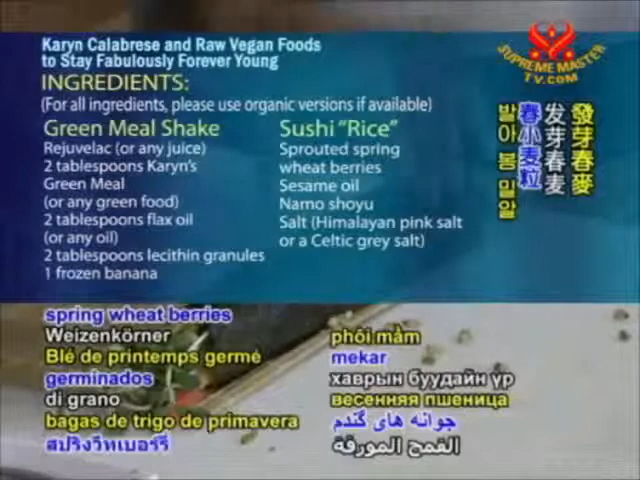 Karyn Calabrese and Raw Vegan Foods
to Stay Fabulously Forever Young
INGREDIENTS:
(For all ingredients, please use organic versions if available)
Green Meal Shake
Rejuvelac (or any juice)
2 tablespoons Karyn's
Green Meal
(or any green food)
2 tablespoons flax oil
(or any oil)
2 tablespoons lecithin granules
1 frozen banana
Sushi "Rice"
Sprouted spring
wheat berries
Sesame oil
Namo shoyu
Salt (Himalayan pink salt
or a Celtic grey salt)
SUPREME MASTER
TV.COM
發芽春麥
发芽春麦
春小麦粒
발아 봄 밀알
spring wheat berries
Weizenkörner
Blé de printemps germé
germinados
di grano
bagas de trigo de primavera
สปริงวีทเบอร์รี่
phôi mầm
mekar
хаврын буудайн үр
весенняя пшеница
جوانه های گندم
القمح المورقة